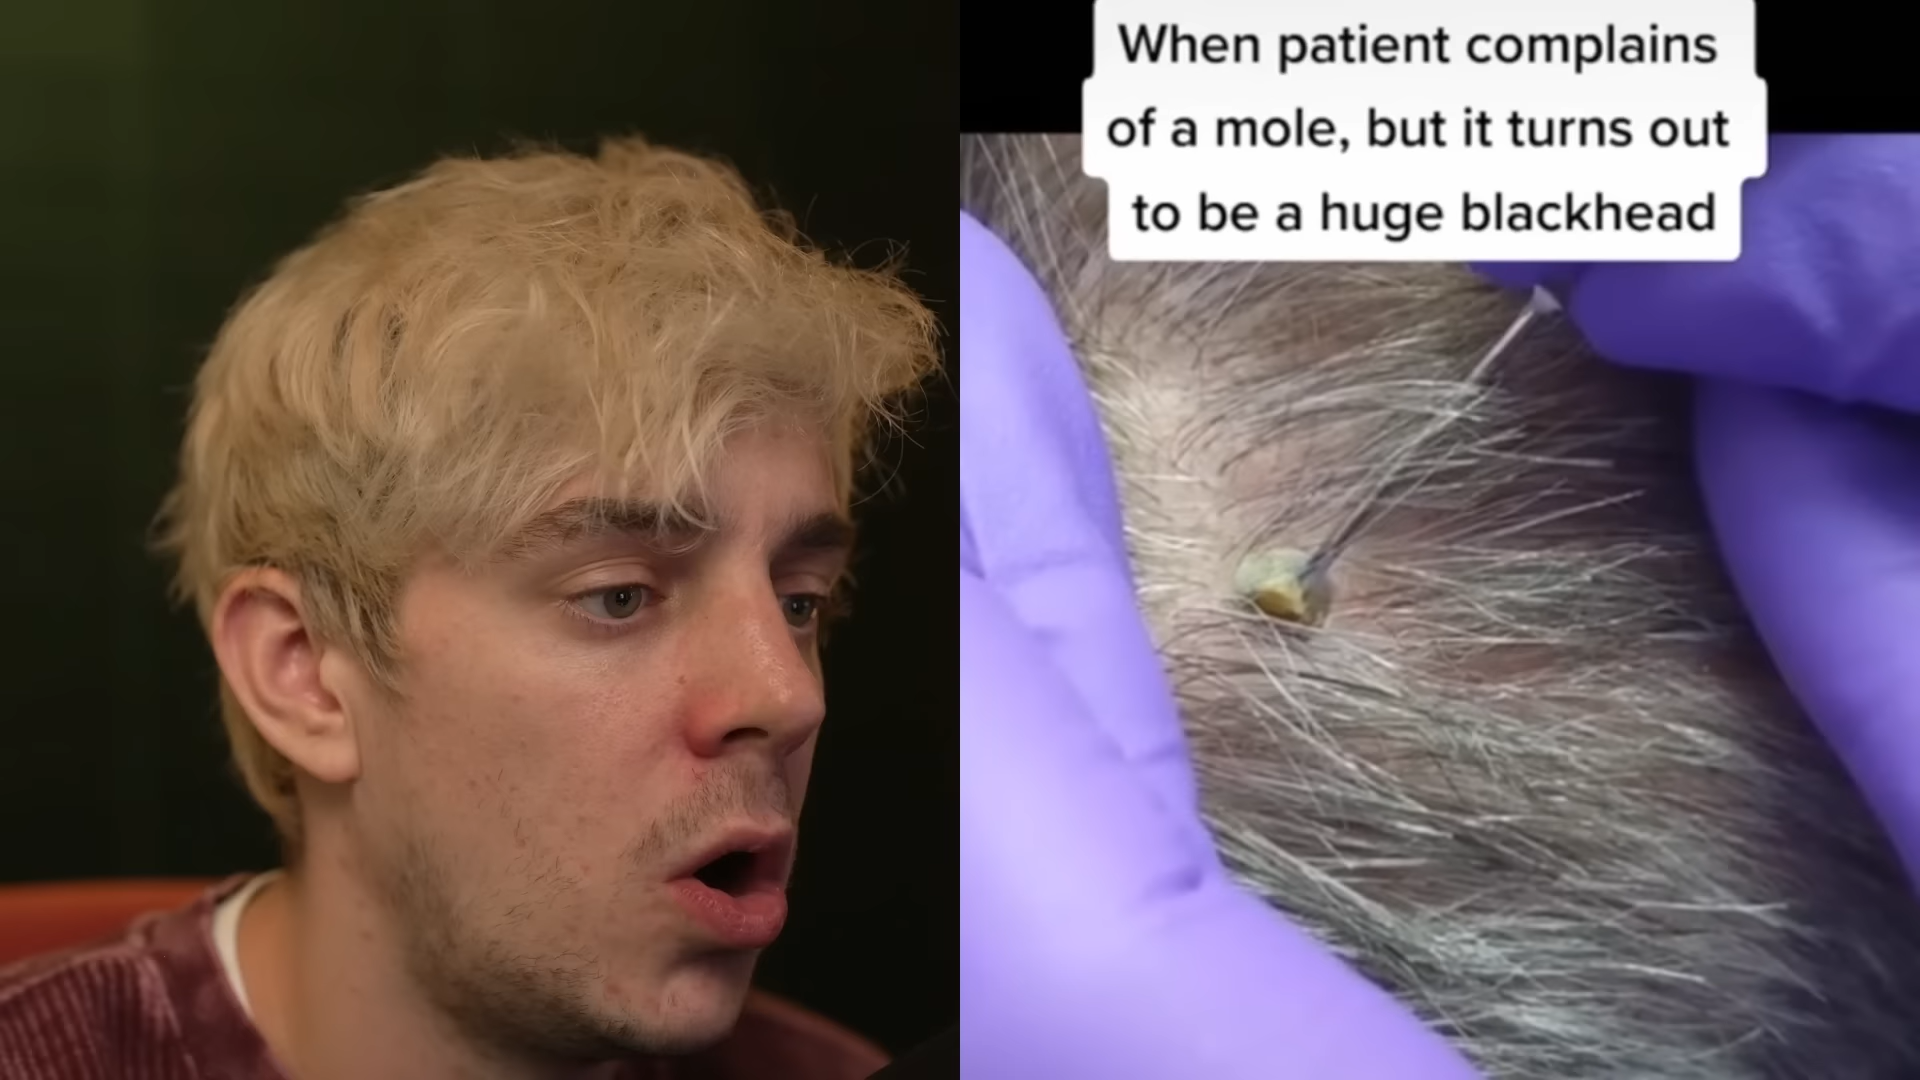 When patient complains
of a mole, but it turns out
to be a huge blackhead